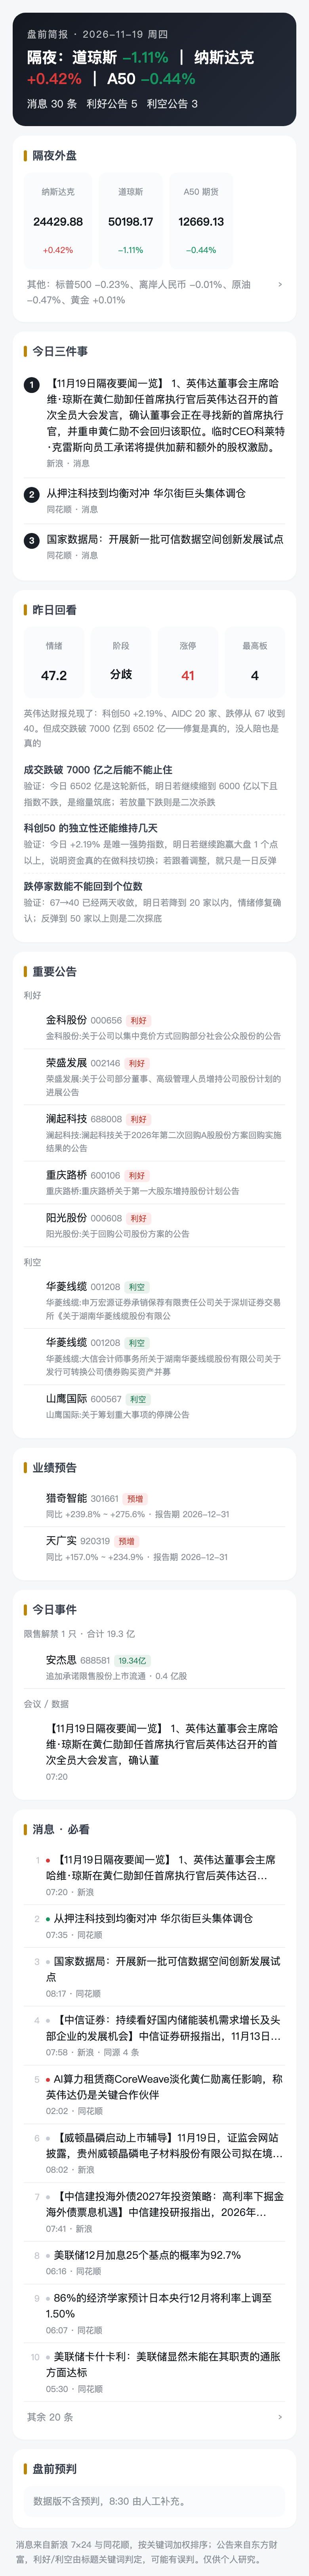 盘前简报 · 2026-11-19 周四
隔夜：道琼斯 −1.11% ｜ 纳斯达克
+0.42% ｜ A50 −0.44%
消息 30 条 利好公告 5 利空公告 3
隔夜外盘
纳斯达克
24429.88
+0.42%
道琼斯
50198.17
−1.11%
A50 期货
12669.13
−0.44%
其他：标普500 −0.23%、离岸人民币 −0.01%、原油
−0.47%、黄金 +0.01%
›
今日三件事
1
【11月19日隔夜要闻一览】 1、英伟达董事会主席哈
维·琼斯在黄仁勋卸任首席执行官后英伟达召开的首
次全员大会发言，确认董事会正在寻找新的首席执行
官，并重申黄仁勋不会回归该职位。临时CEO科莱特
·克雷斯向员工承诺将提供加薪和额外的股权激励。
新浪 · 消息
2
从押注科技到均衡对冲 华尔街巨头集体调仓
同花顺 · 消息
3
国家数据局：开展新一批可信数据空间创新发展试点
同花顺 · 消息
昨日回看
情绪
47.2
阶段
分歧
涨停
41
最高板
4
英伟达财报兑现了：科创50 +2.19%、AIDC 20 家、跌停从 67 收到
40。但成交跌破 7000 亿到 6502 亿——修复是真的，没人陪也是
真的
成交跌破 7000 亿之后能不能止住
验证：今日 6502 亿是这轮新低，明日若继续缩到 6000 亿以下且
指数不跌，是缩量筑底；若放量下跌则是二次杀跌
科创50 的独立性还能维持几天
验证：今日 +2.19% 是唯一强势指数，明日若继续跑赢大盘 1 个点
以上，说明资金真的在做科技切换；若跟着调整，就只是一日反弹
跌停家数能不能回到个位数
验证：67→40 已经两天收敛，明日若降到 20 家以内，情绪修复确
认；反弹到 50 家以上则是二次探底
重要公告
利好
金科股份 000656 利好
金科股份:关于公司以集中竞价方式回购部分社会公众股份的公告
荣盛发展 002146 利好
荣盛发展:关于公司部分董事、高级管理人员增持公司股份计划的
进展公告
澜起科技 688008 利好
澜起科技:澜起科技关于2026年第二次回购A股股份方案回购实施
结果的公告
重庆路桥 600106 利好
重庆路桥:重庆路桥关于第一大股东增持股份计划公告
阳光股份 000608 利好
阳光股份:关于回购公司股份方案的公告
利空
华菱线缆 001208 利空
华菱线缆:申万宏源证券承销保荐有限责任公司关于深圳证券交易
所《关于湖南华菱线缆股份有限公
华菱线缆 001208 利空
华菱线缆:大信会计师事务所关于湖南华菱线缆股份有限公司关于
发行可转换公司债券购买资产并募
山鹰国际 600567 利空
山鹰国际:关于筹划重大事项的停牌公告
业绩预告
猎奇智能 301661 预增
同比 +239.8% ~ +275.6% · 报告期 2026-12-31
天广实 920319 预增
同比 +157.0% ~ +234.9% · 报告期 2026-12-31
今日事件
限售解禁 1 只 · 合计 19.3 亿
安杰思 688581 19.34亿
追加承诺限售股份上市流通 · 0.4 亿股
会议 / 数据
【11月19日隔夜要闻一览】 1、英伟达董事会主席哈
维·琼斯在黄仁勋卸任首席执行官后英伟达召开的首
次全员大会发言，确认董
07:20
消息 · 必看
1 【11月19日隔夜要闻一览】 1、英伟达董事会主席
哈维·琼斯在黄仁勋卸任首席执行官后英伟达召…
07:20 · 新浪
2 从押注科技到均衡对冲 华尔街巨头集体调仓
07:35 · 同花顺
3 国家数据局：开展新一批可信数据空间创新发展试
点
08:17 · 同花顺
4 【中信证券：持续看好国内储能装机需求增长及头
部企业的发展机会】中信证券研报指出，11月13日…
07:58 · 新浪 · 同源 4 条
5 AI算力租赁商CoreWeave淡化黄仁勋离任影响，称
英伟达仍是关键合作伙伴
02:02 · 同花顺
6 【威顿晶磷启动上市辅导】11月19日，证监会网站
披露，贵州威顿晶磷电子材料股份有限公司拟在境…
08:02 · 新浪
7 【中信建投海外债2027年投资策略：高利率下掘金
海外债票息机遇】中信建投研报指出，2026年…
07:41 · 新浪
8 美联储12月加息25个基点的概率为92.7%
06:16 · 同花顺
9 86%的经济学家预计日本央行12月将利率上调至
1.50%
06:07 · 同花顺
10 美联储卡什卡利：美联储显然未能在其职责的通胀
方面达标
05:30 · 同花顺
其余 20 条 ›
盘前预判
数据版不含预判，8:30 由人工补充。
消息来自新浪 7×24 与同花顺，按关键词加权排序；公告来自东方财
富，利好/利空由标题关键词判定，可能有误判。仅供个人研究。